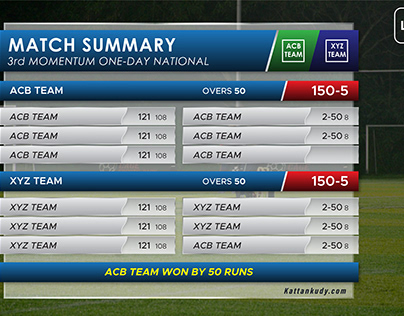 MATCH SUMMARY
3rd MOMENTUM ONE-DAY NATIONAL
ACB TEAM
XYZ TEAM
L
ACB TEAM OVERS 50 150-5
ACB TEAM 121 108 ACB TEAM 2-50 8
ACB TEAM 121 108 ACB TEAM 2-50 8
ACB TEAM 121 108 ACB TEAM 2-50 8
XYZ TEAM OVERS 50 150-5
XYZ TEAM 121 108 XYZ TEAM 2-50 8
XYZ TEAM 121 108 XYZ TEAM 2-50 8
XYZ TEAM 121 108 ACB TEAM 2-50 8
ACB TEAM WON BY 50 RUNS
Kattankudy.com